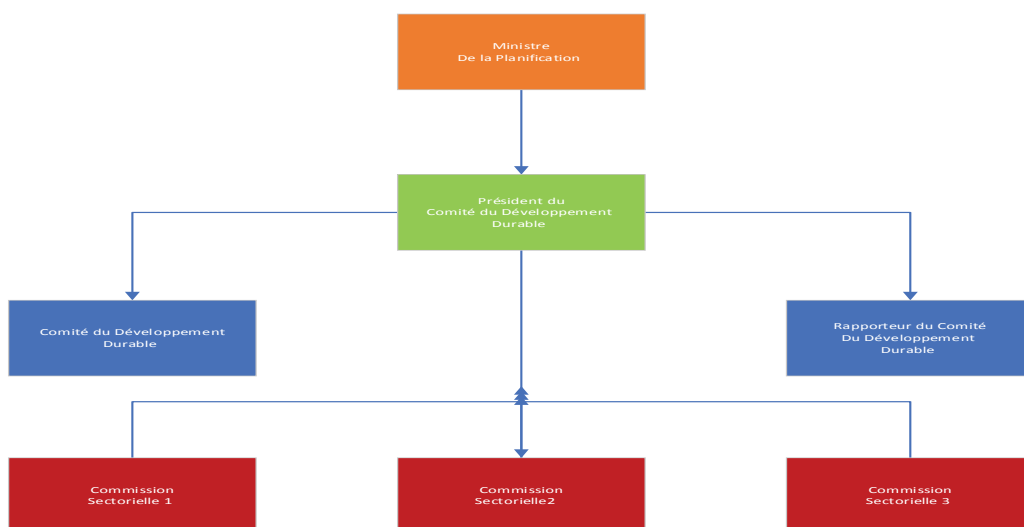 Ministre
De la Planification
Président du
Comité du Développement
Durable
Comité du Développement
Durable
Rapporteur du Comité
Du Développement
Durable
Commission
Sectorielle 1
Commission
Sectorielle2
Commission
Sectorielle 3